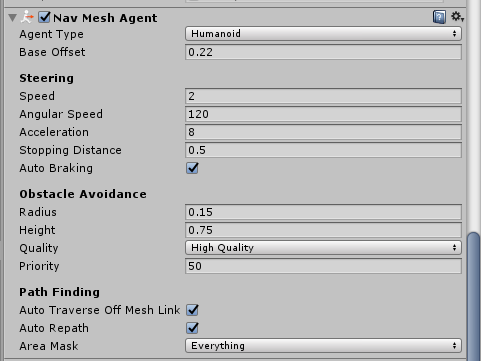 Nav Mesh Agent
Agent Type Humanoid
Base Offset 0.22
Steering
Speed 2
Angular Speed 120
Acceleration 8
Stopping Distance 0.5
Auto Braking
Obstacle Avoidance
Radius 0.15
Height 0.75
Quality High Quality
Priority 50
Path Finding
Auto Traverse Off Mesh Link
Auto Repath
Area Mask Everything